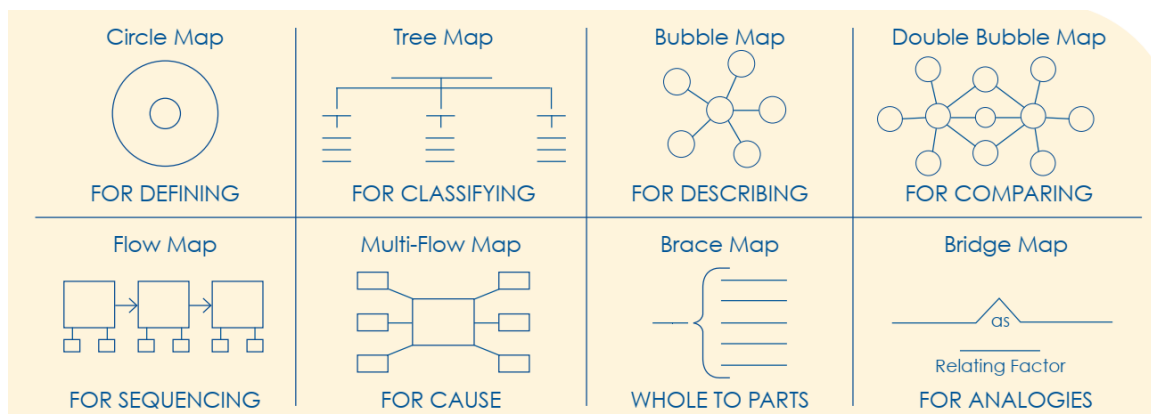 Circle Map
FOR DEFINING
Tree Map
FOR CLASSIFYING
Bubble Map
FOR DESCRIBING
Double Bubble Map
FOR COMPARING
Flow Map
FOR SEQUENCING
Multi-Flow Map
FOR CAUSE
Brace Map
WHOLE TO PARTS
Bridge Map
as
Relating Factor
FOR ANALOGIES